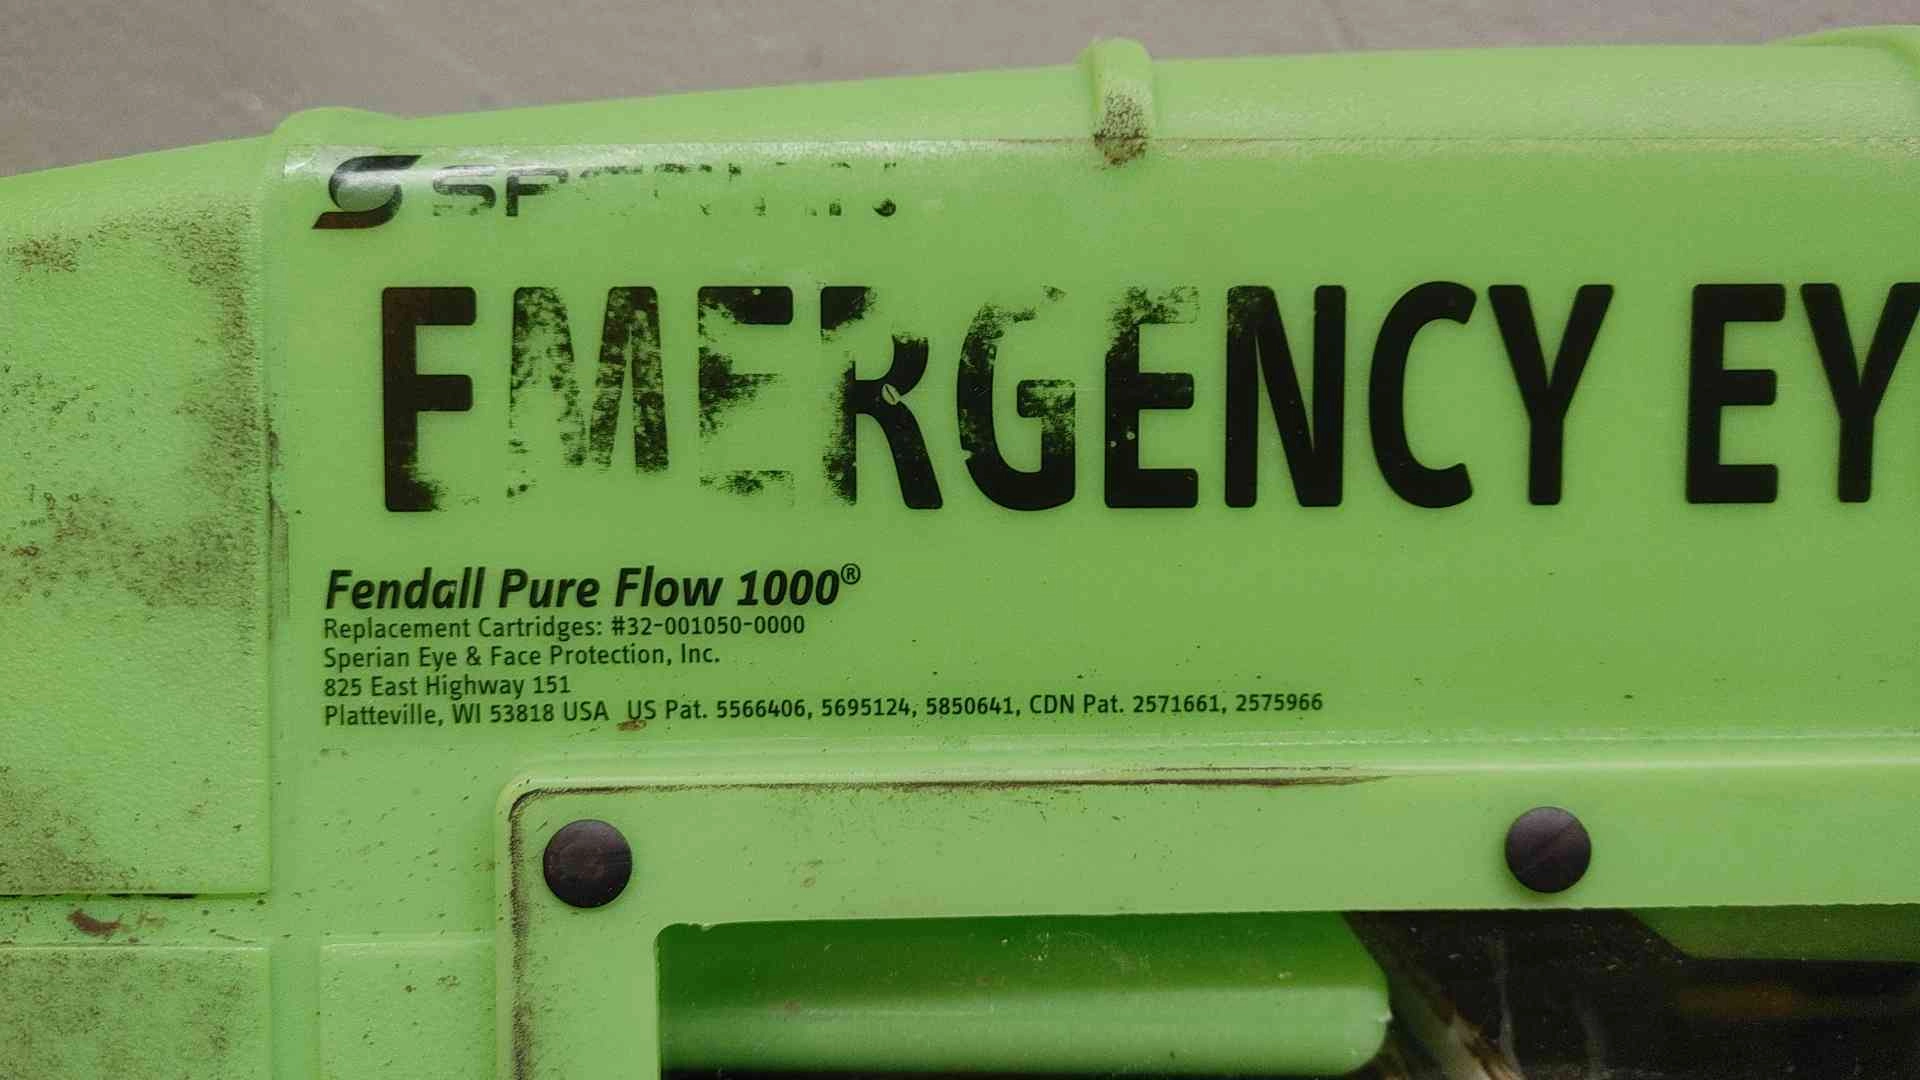 EMERGENCY EY
Fendall Pure Flow 1000®
Replacement Cartridges: #32-001050-0000
Sperian Eye & Face Protection, Inc.
825 East Highway 151
Platteville, WI 53818 USA US Pat. 5566406, 5695124, 5850641, CDN Pat. 2571661, 2575966